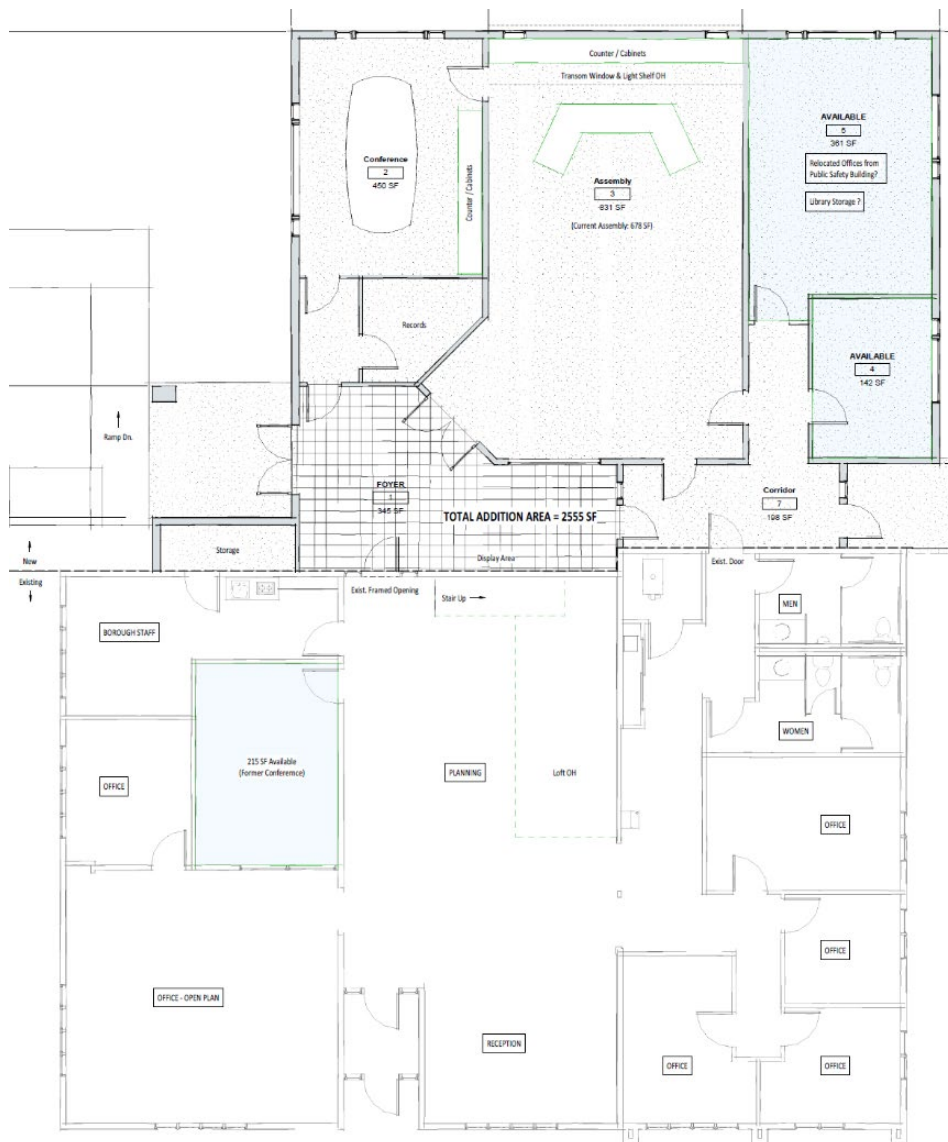 Counter / Cabinets
Transom Window & Light Shelf OH
Conference
2
450 SF
Counter / Cabinets
Assembly
3
831 SF
(Current Assembly: 678 SF)
AVAILABLE
5
361 SF
Relocated Offices from
Public Safety Building?
Library Storage ?
Records
AVAILABLE
4
142 SF
Ramp Dn.
FOYER
1
345 SF
TOTAL ADDITION AREA = 2555 SF
Corridor
7
198 SF
Storage
Display Area
New
Existing
Exist. Framed Opening
Stair Up
Exist. Door
BOROUGH STAFF
MEN
WOMEN
215 SF Available
(Former Conferemce)
OFFICE
PLANNING
Loft OH
OFFICE
OFFICE
OFFICE - OPEN PLAN
RECEPTION
OFFICE
OFFICE